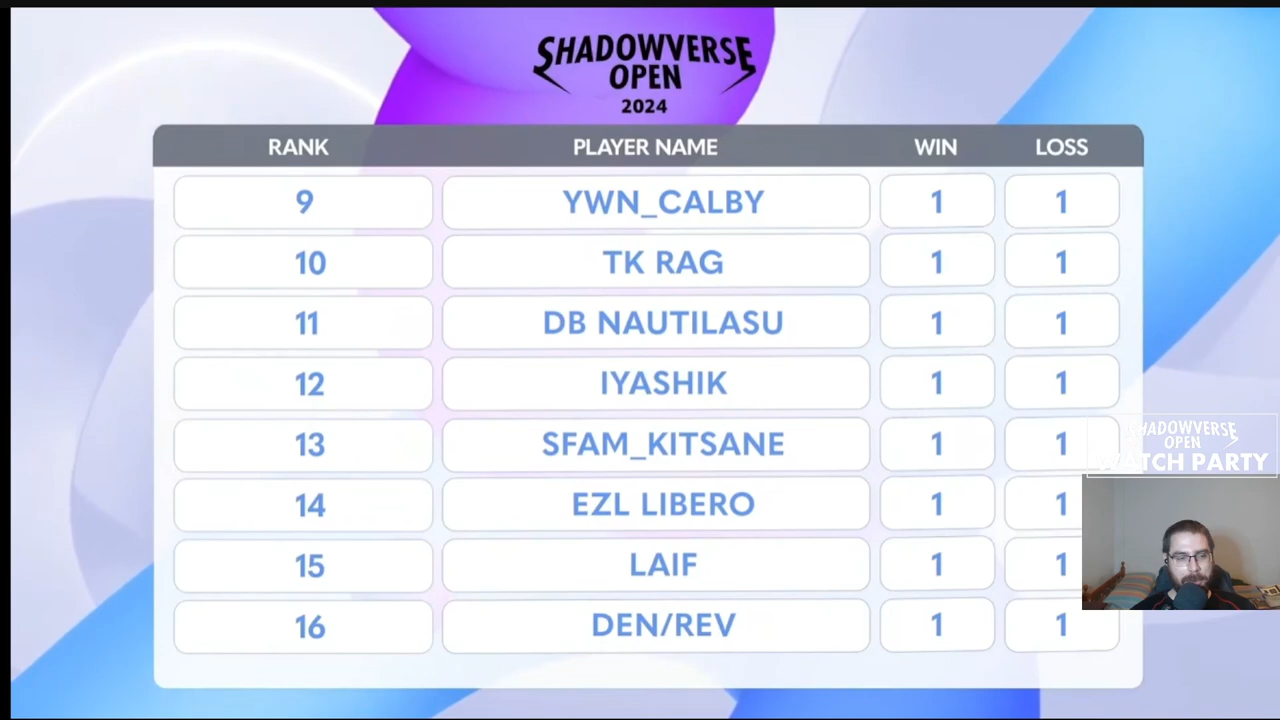 SHADOWVERSE
OPEN
2024
RANK PLAYER NAME WIN LOSS
9 YWN_CALBY 1 1
10 TK RAG 1 1
11 DB NAUTILASU 1 1
12 IYASHIK 1 1
13 SFAM_KITSANE 1 1
14 EZL LIBERO 1 1
15 LAIF 1 1
16 DEN/REV 1 1
SHADOWVERSE
OPEN
WATCH PARTY